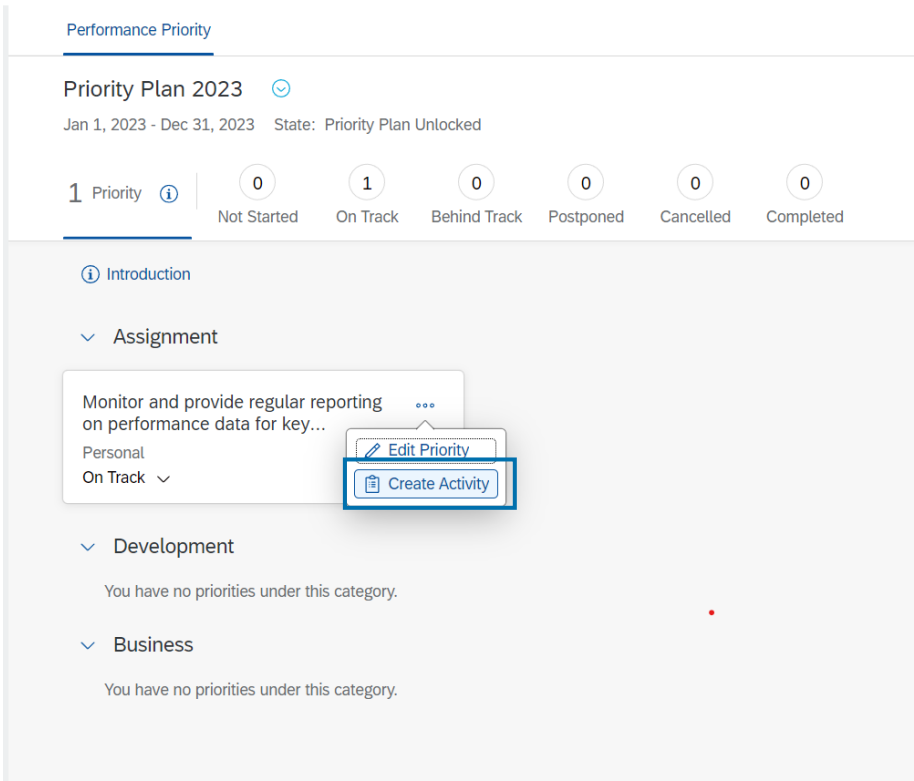 Performance Priority
Priority Plan 2023
Jan 1, 2023 - Dec 31, 2023 State: Priority Plan Unlocked
1 Priority
0
Not Started
1
On Track
0
Behind Track
0
Postponed
0
Cancelled
0
Completed
Introduction
Assignment
Monitor and provide regular reporting
on performance data for key...
Personal
On Track
Edit Priority
Create Activity
Development
You have no priorities under this category.
Business
You have no priorities under this category.